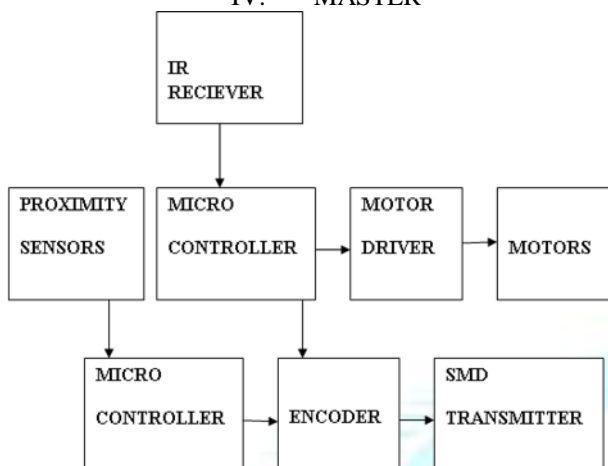 IV. MASTER
IR
RECIEVER
PROXIMITY
SENSORS
MICRO
CONTROLLER
MOTOR
DRIVER
MOTORS
MICRO
CONTROLLER
ENCODER
SMD
TRANSMITTER